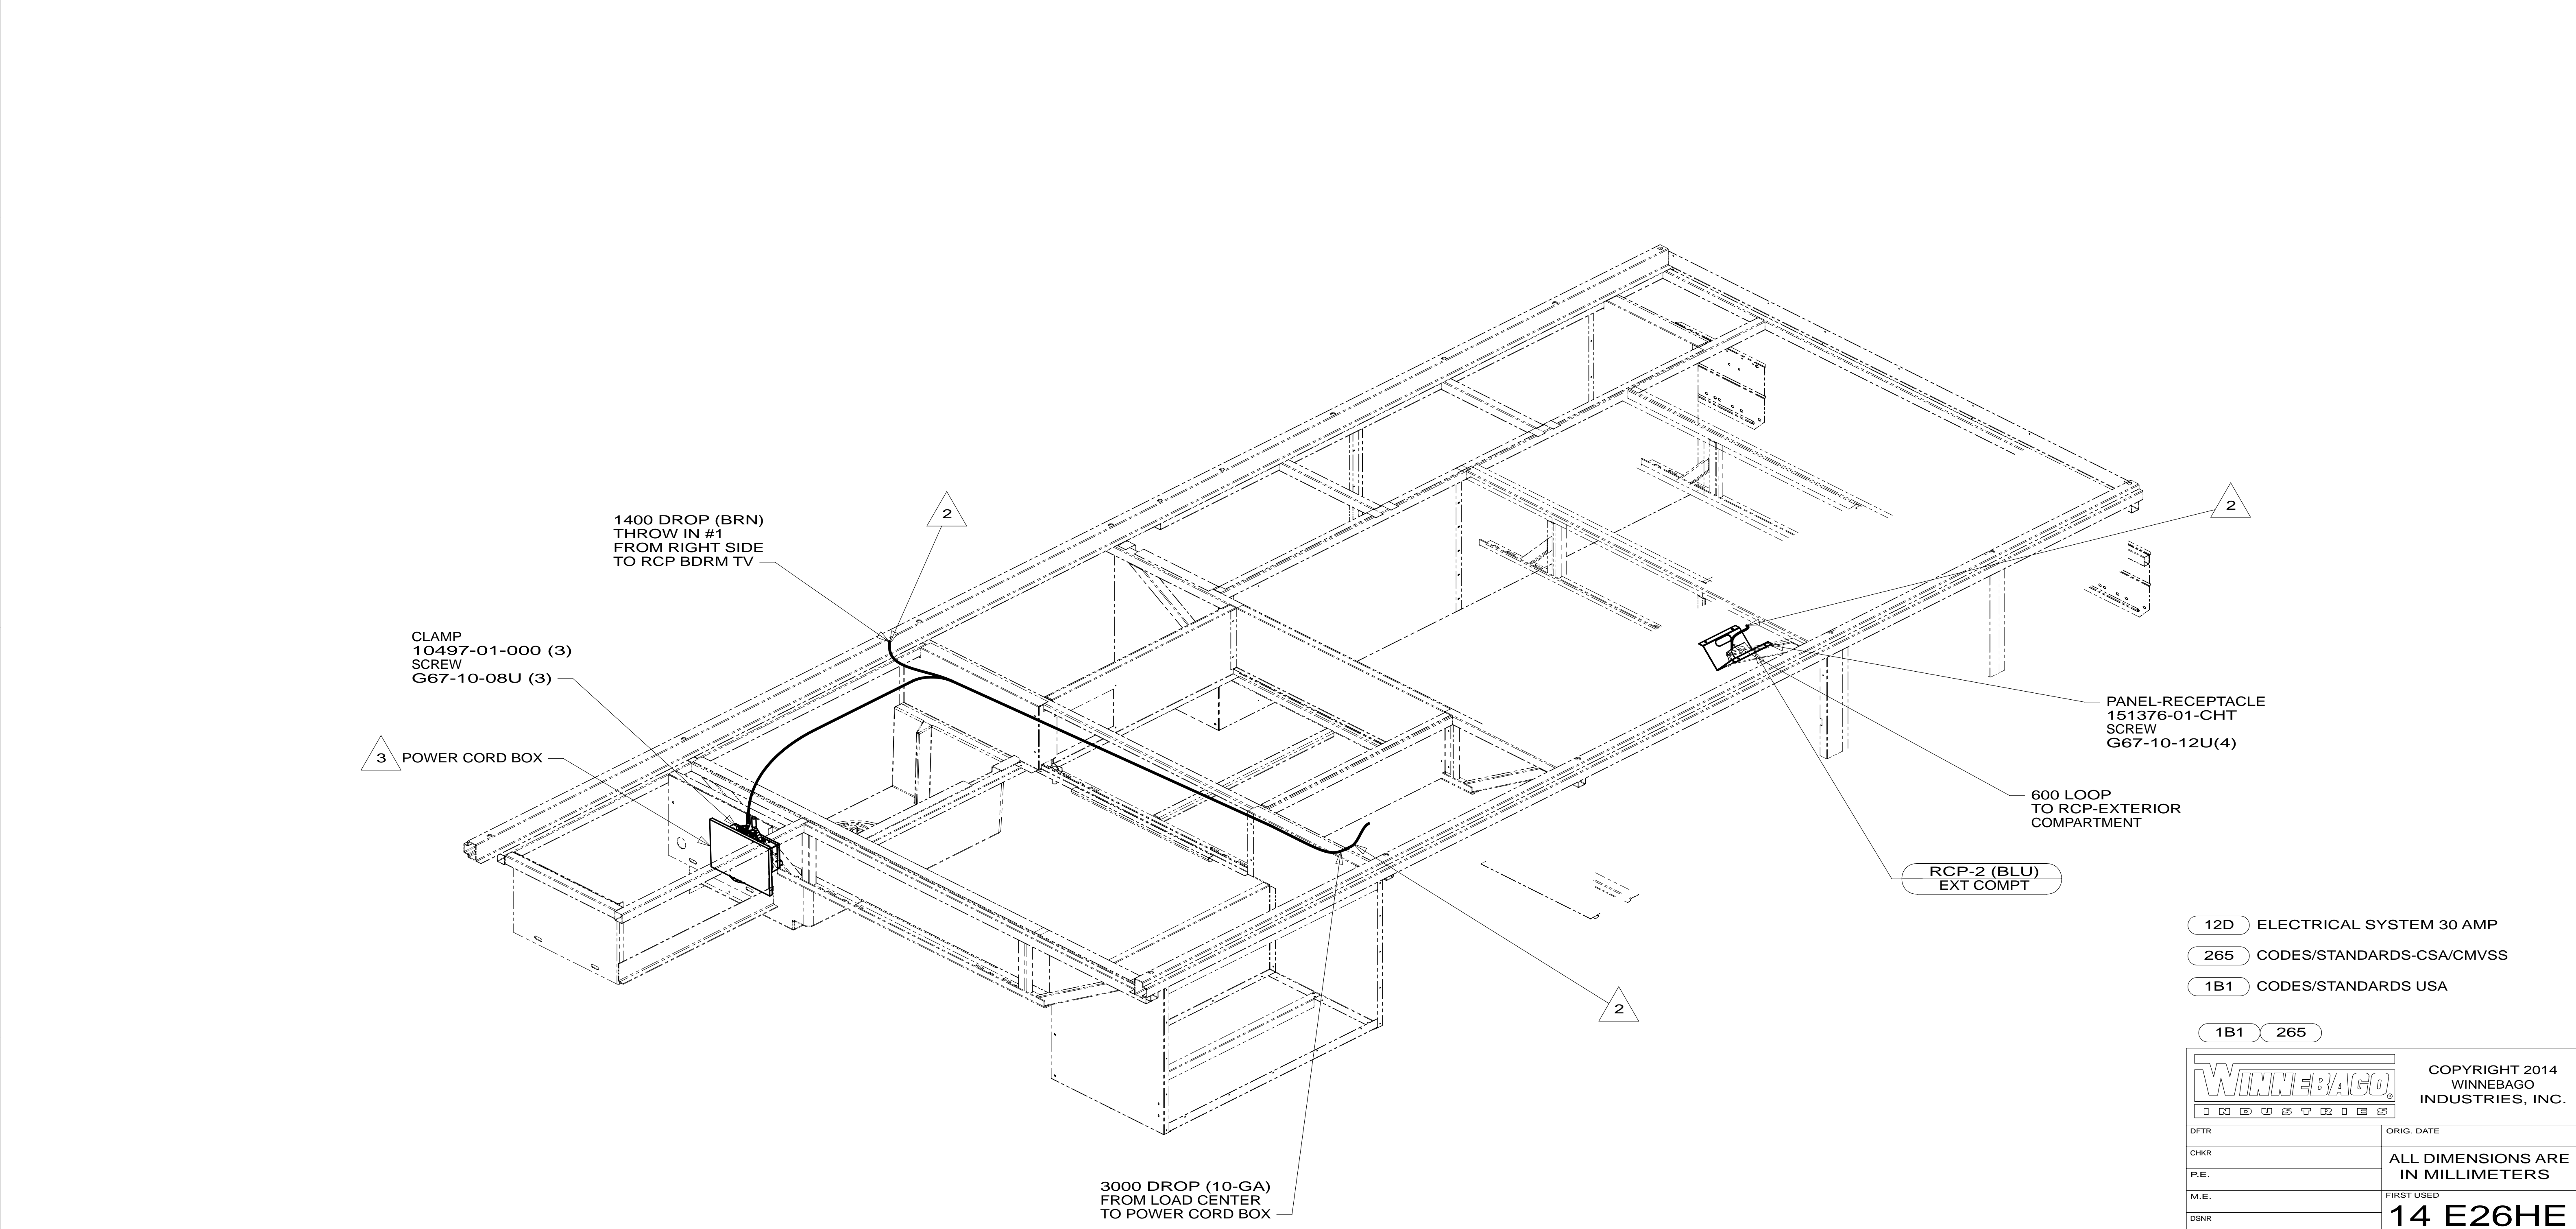 2
1400 DROP (BRN)
THROW IN #1
FROM RIGHT SIDE
TO RCP BDRM TV
2
CLAMP
10497-01-000 (3)
SCREW
G67-10-08U (3)
3
POWER CORD BOX
PANEL-RECEPTACLE
151376-01-CHT
SCREW
G67-10-12U(4)
600 LOOP
TO RCP-EXTERIOR
COMPARTMENT
RCP-2 (BLU)
EXT COMPT
2
3000 DROP (10-GA)
FROM LOAD CENTER
TO POWER CORD BOX
12D ELECTRICAL SYSTEM 30 AMP
265 CODES/STANDARDS-CSA/CMVSS
1B1 CODES/STANDARDS USA
1B1 265
WINNEBAGO ®
INDUSTRIES
COPYRIGHT 2014
WINNEBAGO
INDUSTRIES, INC.
DFTR
ORIG. DATE
CHKR
ALL DIMENSIONS ARE
IN MILLIMETERS
P.E.
M.E.
FIRST USED
14 E26HE
DSNR